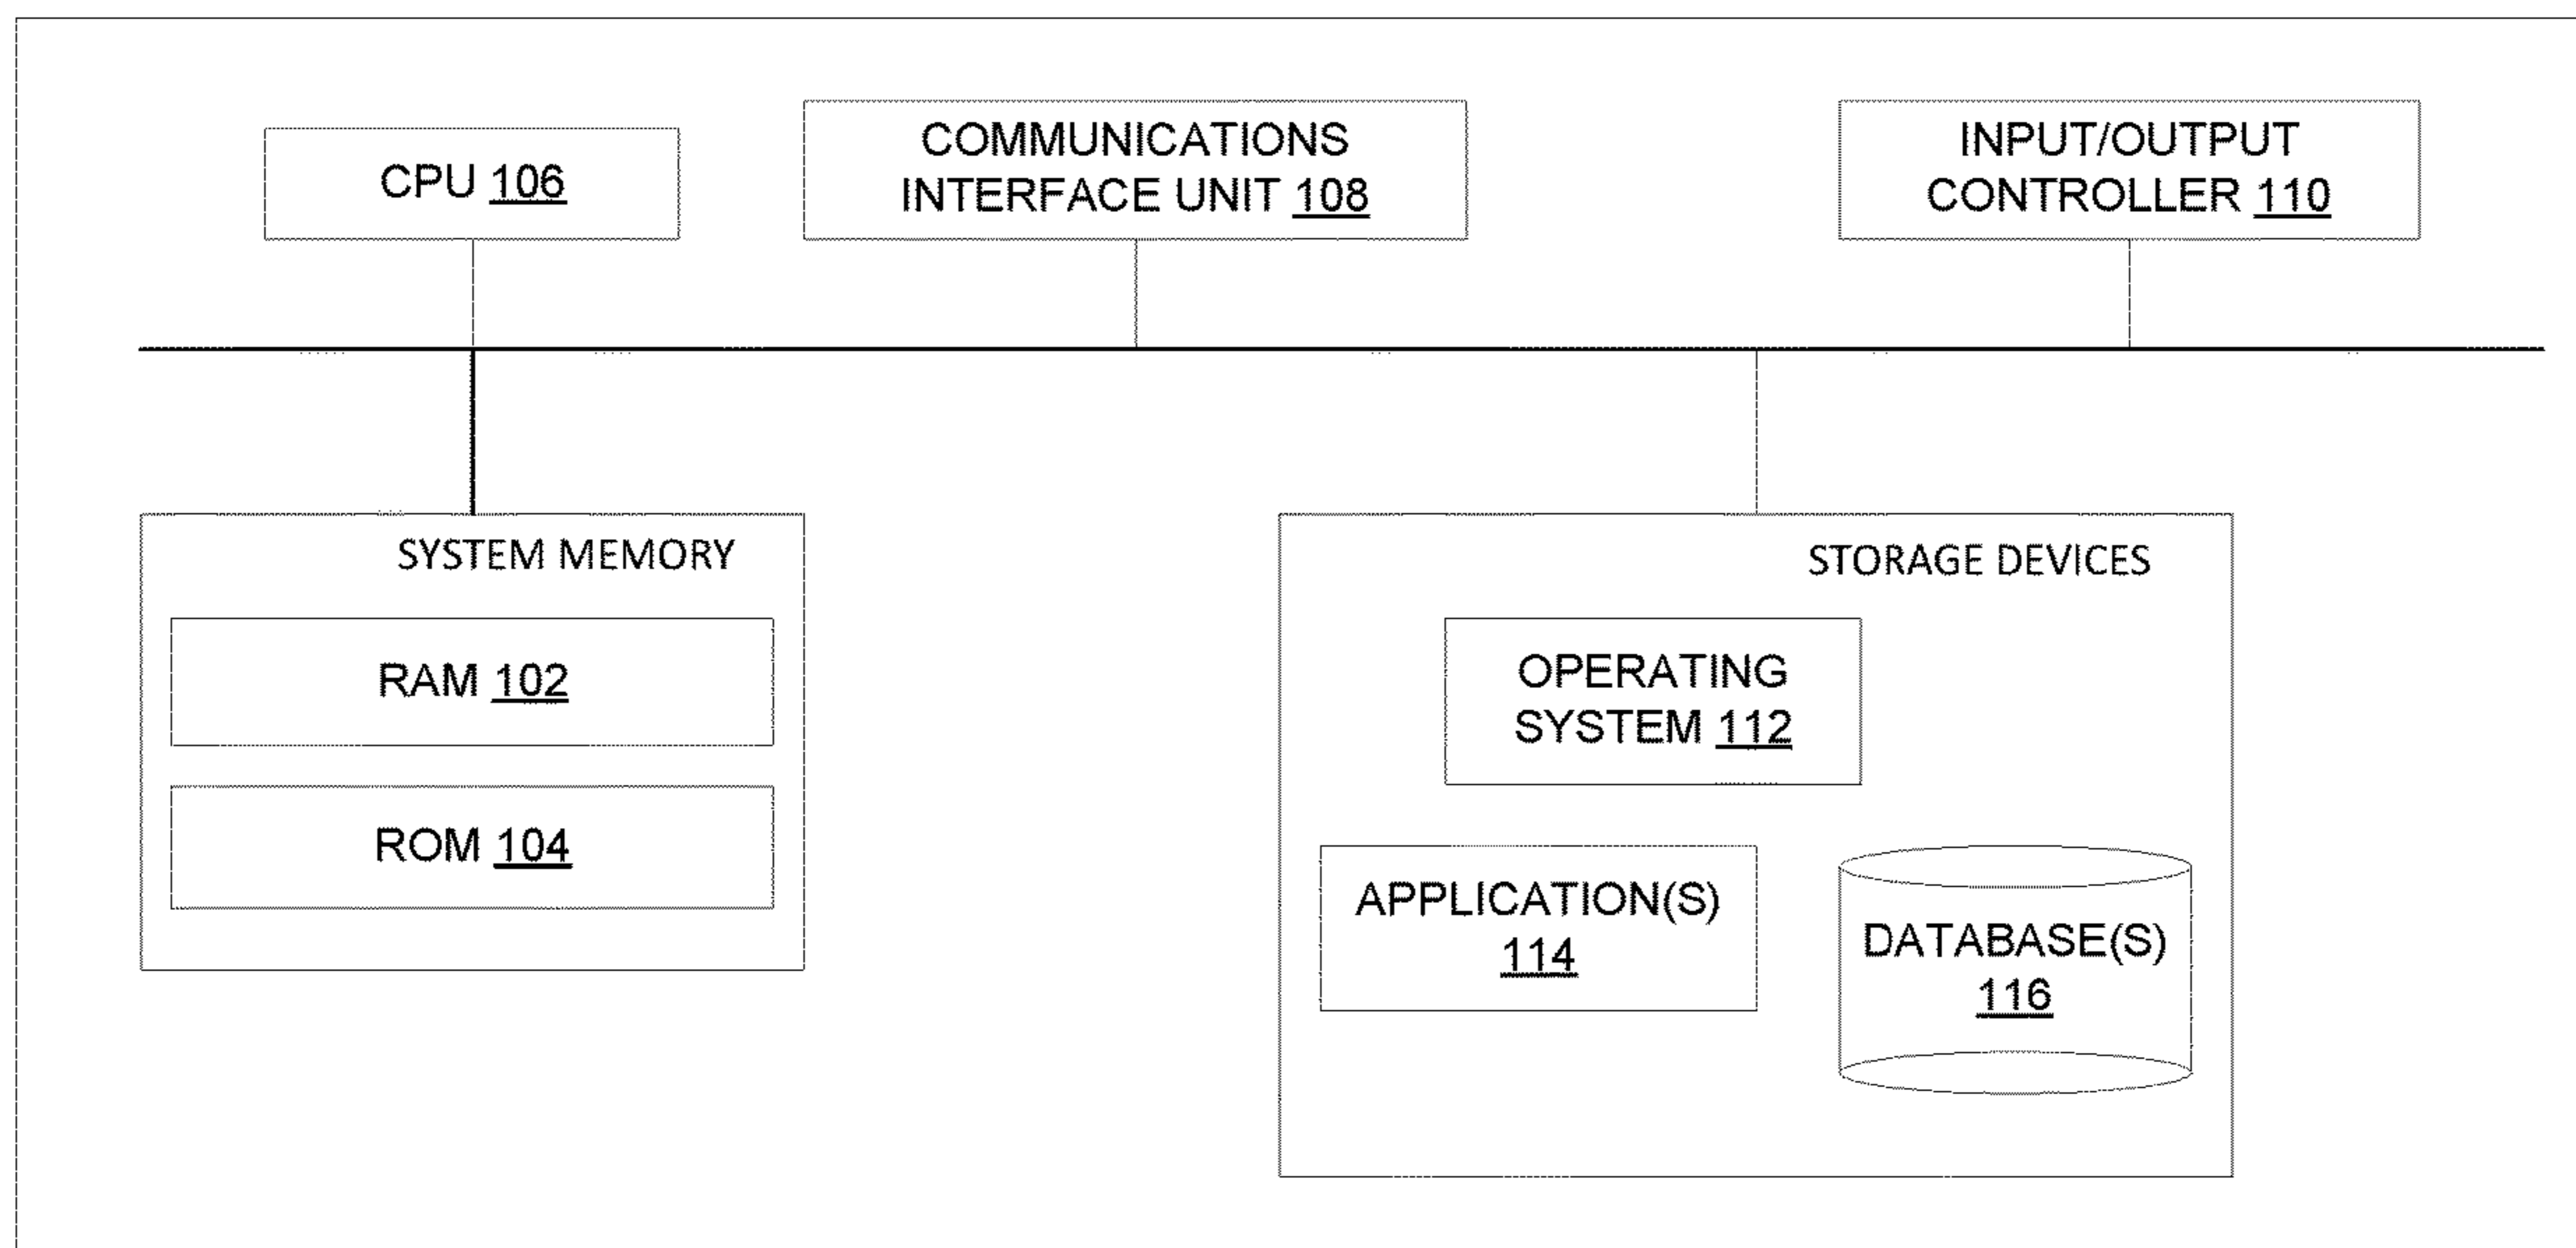 CPU 106
COMMUNICATIONS
INTERFACE UNIT 108
INPUT/OUTPUT
CONTROLLER 110
SYSTEM MEMORY
RAM 102
ROM 104
STORAGE DEVICES
OPERATING
SYSTEM 112
APPLICATION(S)
114
DATABASE(S)
116